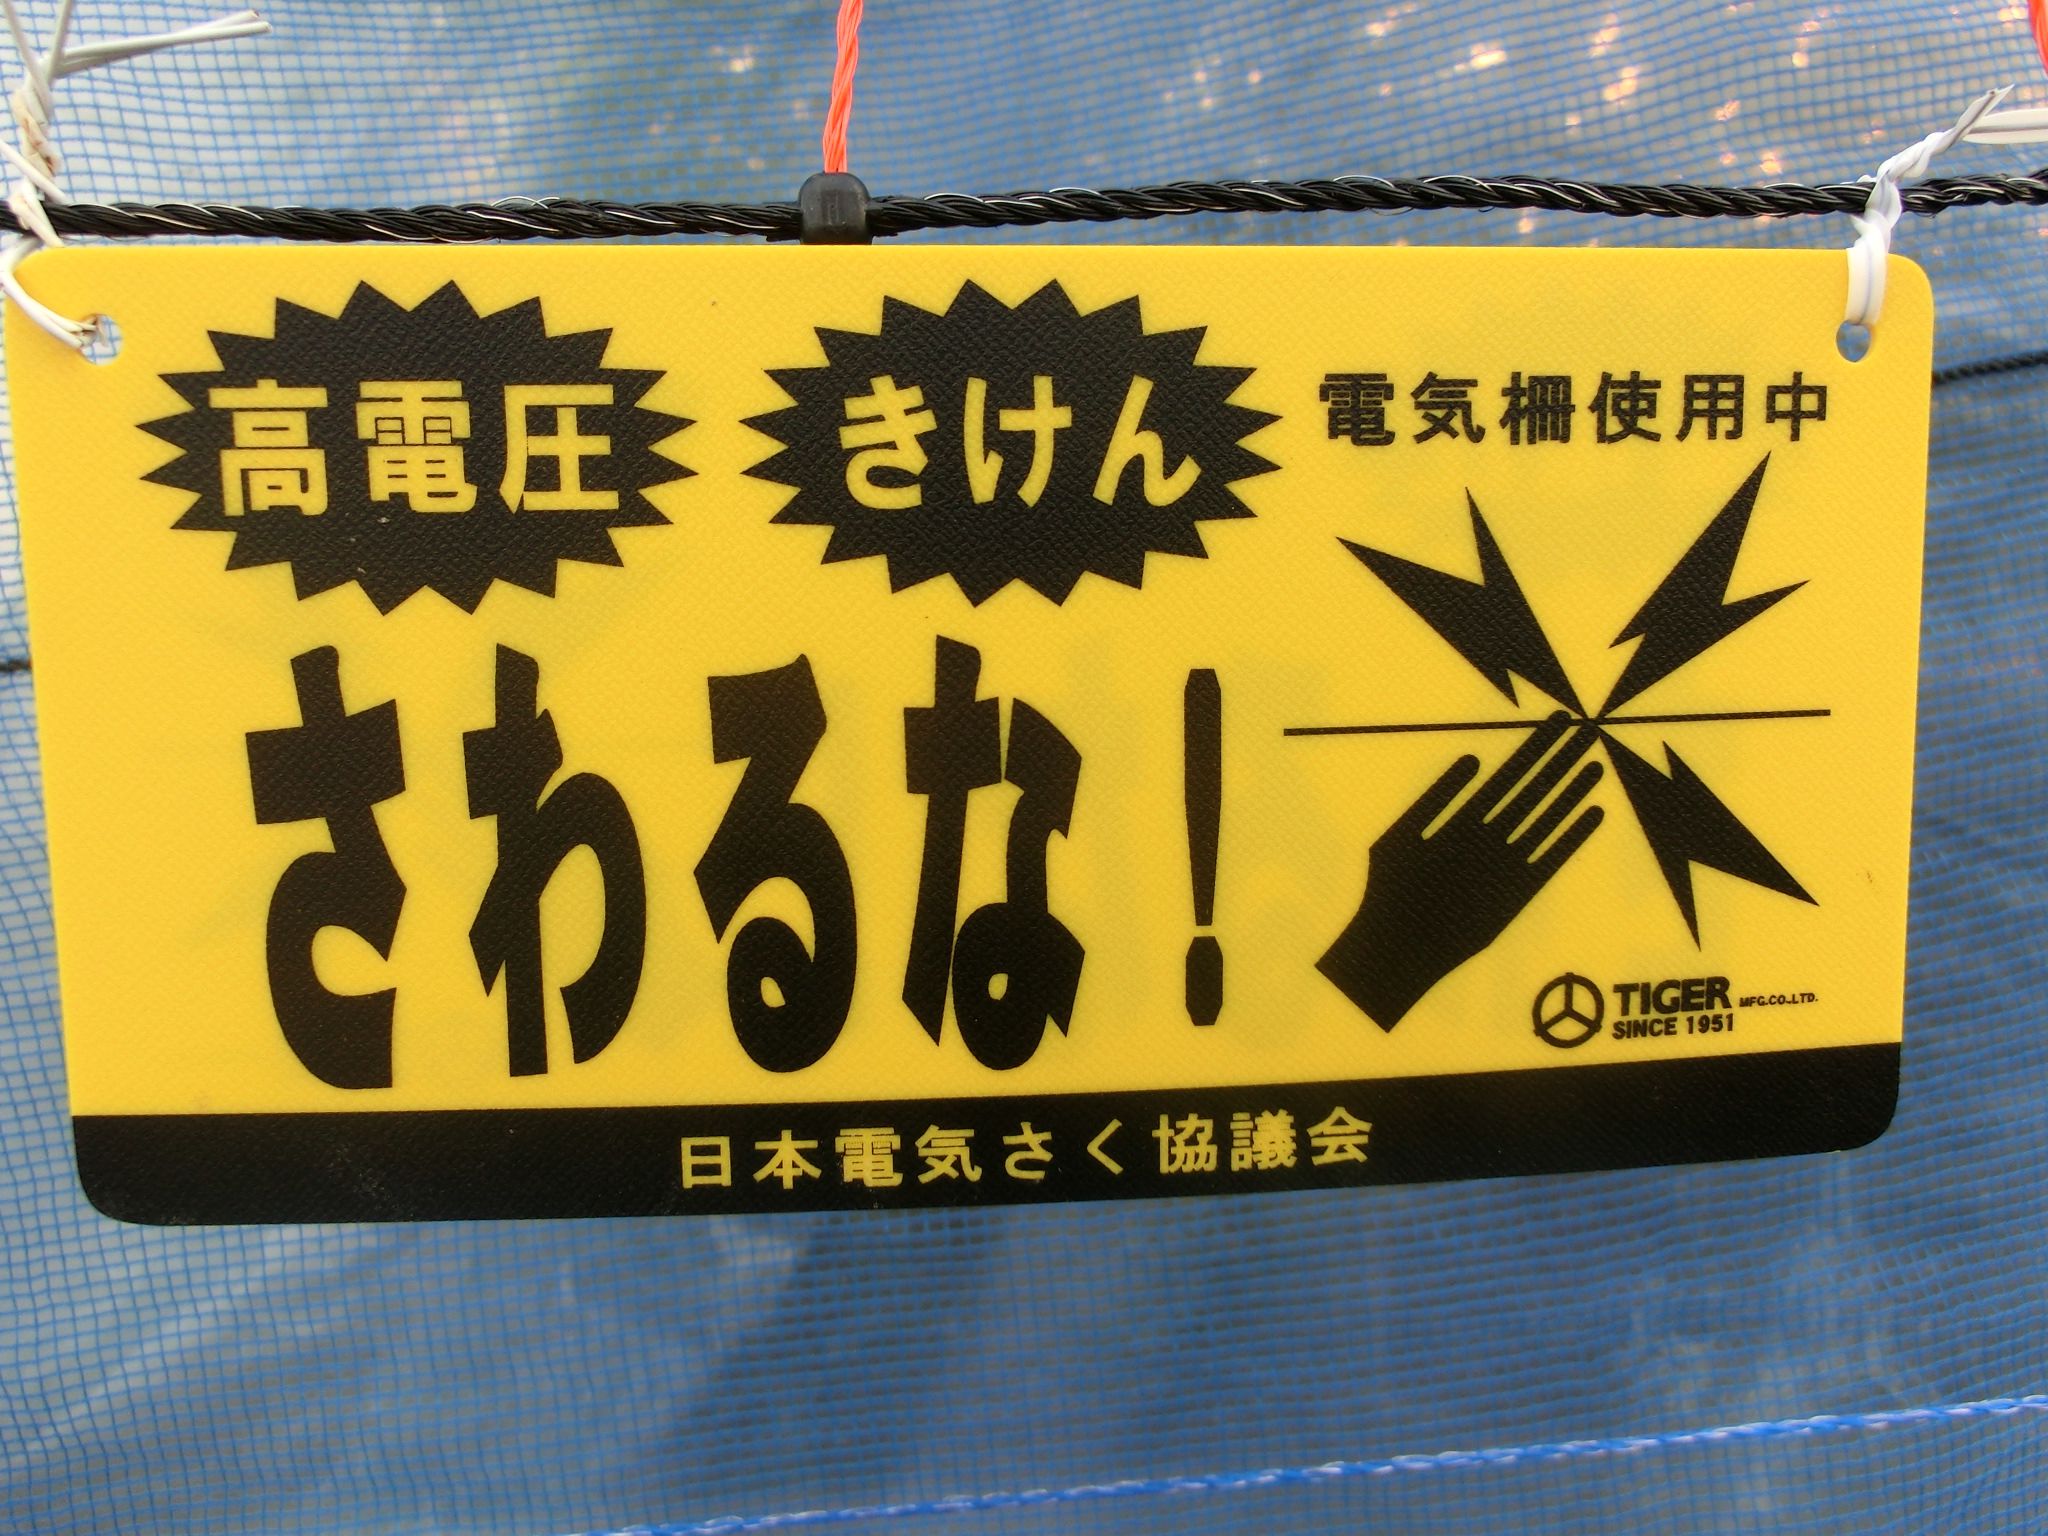 高電圧
きけん
電気柵使用中
さわるな!
TIGER MFG.CO.,LTD.
SINCE 1951
日本電気さく協議会